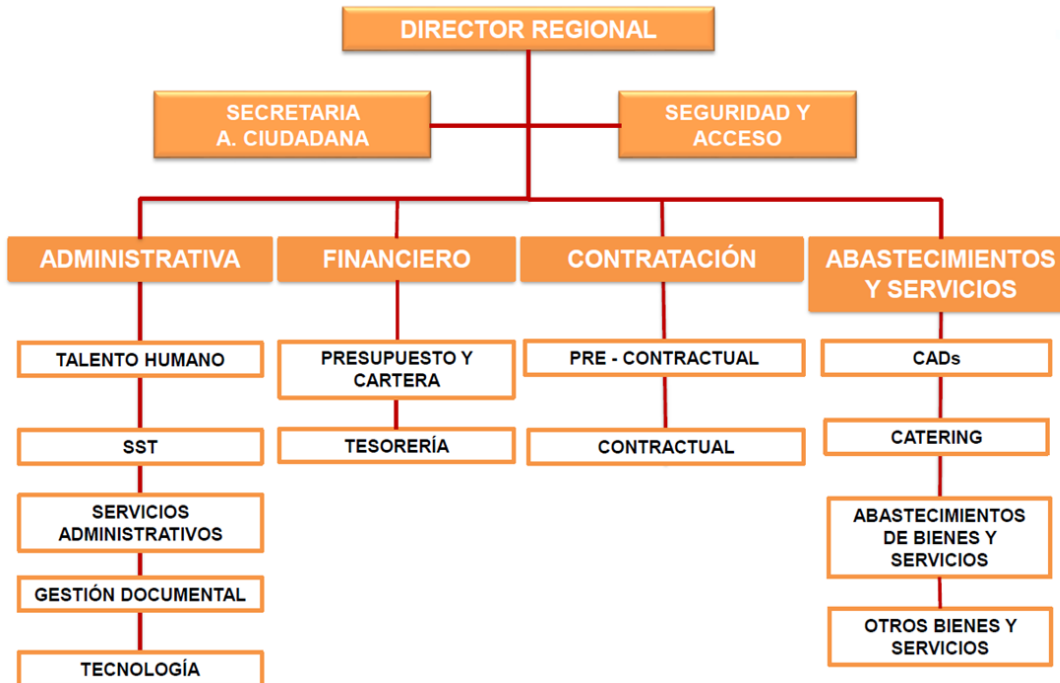 DIRECTOR REGIONAL
SECRETARIA
A. CIUDADANA
SEGURIDAD Y
ACCESO
ADMINISTRATIVA
FINANCIERO
CONTRATACIÓN
ABASTECIMIENTOS
Y SERVICIOS
TALENTO HUMANO
SST
SERVICIOS
ADMINISTRATIVOS
GESTIÓN DOCUMENTAL
TECNOLOGÍA
PRESUPUESTO Y
CARTERA
TESORERÍA
PRE - CONTRACTUAL
CONTRACTUAL
CADs
CATERING
ABASTECIMIENTOS
DE BIENES Y
SERVICIOS
OTROS BIENES Y
SERVICIOS